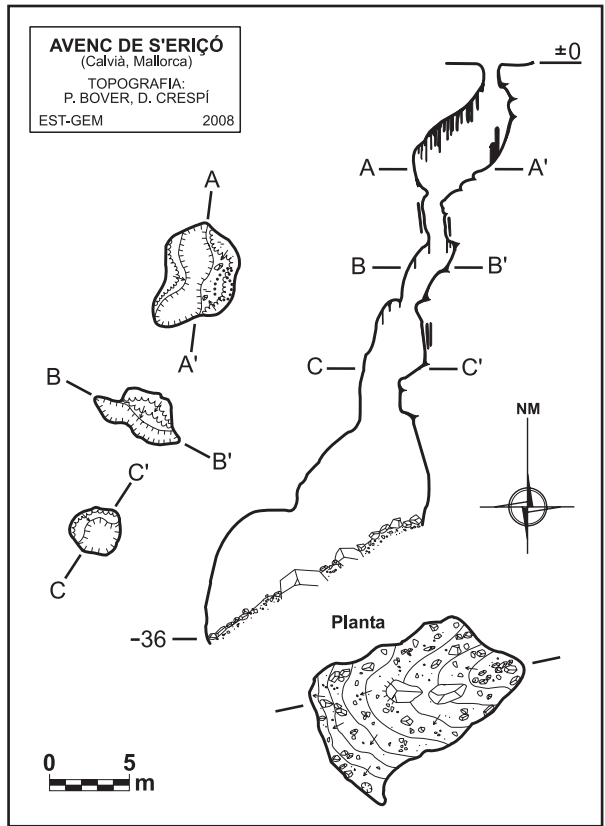 AVENC DE S'ERIÇÓ
(Calvià, Mallorca)
TOPOGRAFIA:
P. BOVER, D. CRESPÍ
EST-GEM 2008
±0
A
A'
B
B'
C
C'
A
A'
B
B'
C'
C
NM
-36
Planta
0 5
m